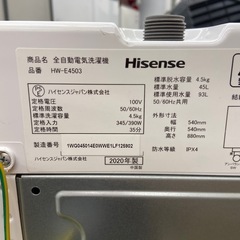 商品名 全自動電気洗濯機
品番 HW-E4503
Hisense
ハイセンスジャパン株式会社
定格電圧 100V
定格周波数 50/60Hz
標準洗濯容量 4.5kg
定格消費電力 345/390W
定格時間 35分
標準脱水容量 4.5kg
標準水量 45L
標準使用水量 93L
50/60Hz共用
外形寸法
幅 540mm
奥行 540mm
高さ 880mm
防水等級 IPX4
製造番号 1WG045014E0WWE1LF125802
ハイセンスジャパン株式会社
2020年製
中国製